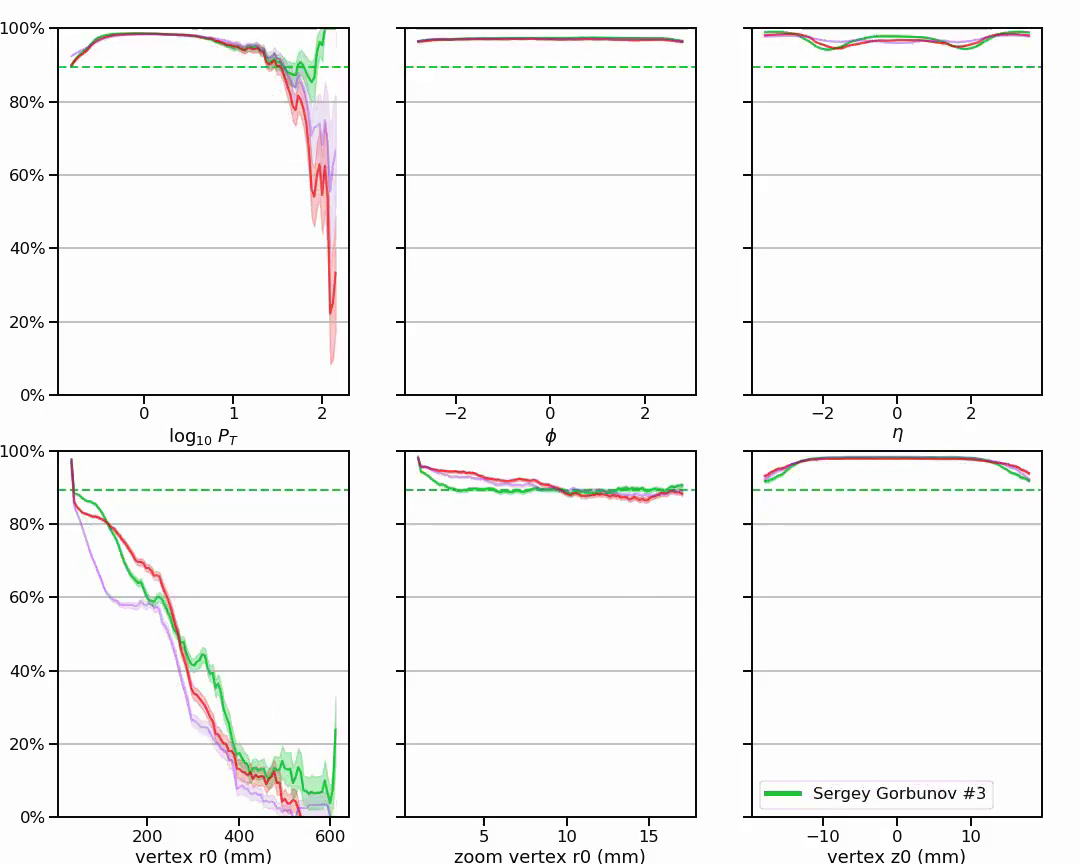 100%
80%
60%
40%
20%
0%
0 1 2
−2 0 2
−2 0 2
log₁₀ P_T
ϕ
η
100%
80%
60%
40%
20%
0%
Sergey Gorbunov #3
200 400 600
5 10 15
−10 0 10
vertex r0 (mm)
zoom vertex r0 (mm)
vertex z0 (mm)